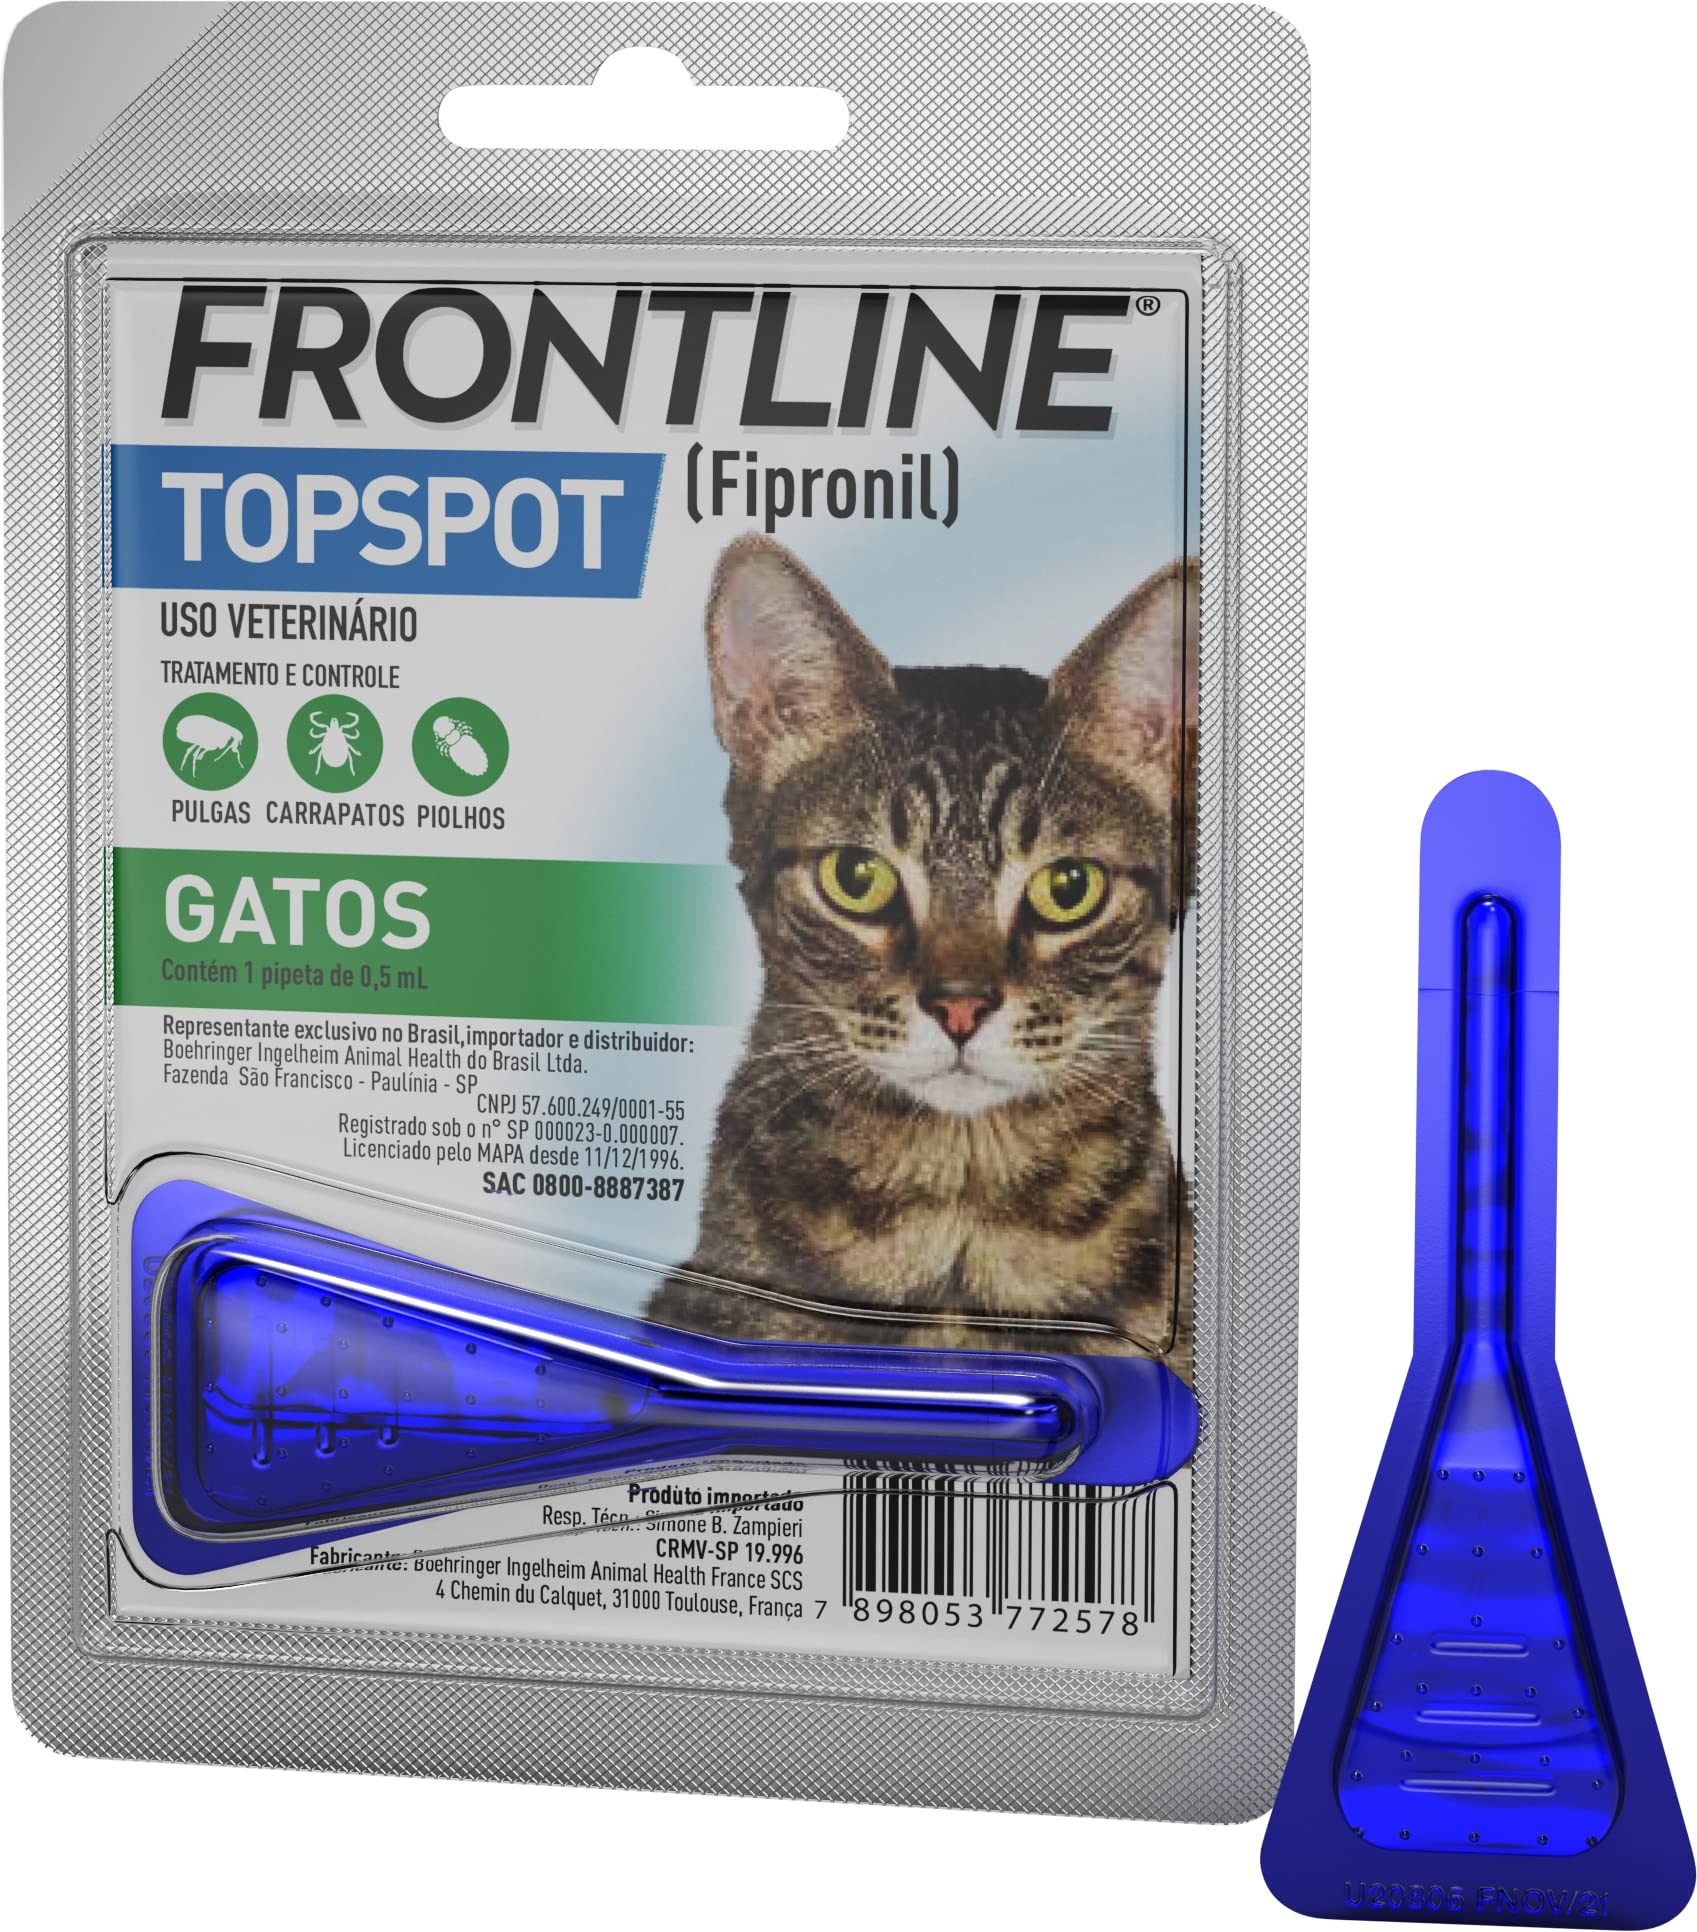 FRONTLINE®
TOPSPOT
(Fipronil)
USO VETERINÁRIO
TRATAMENTO E CONTROLE
PULGAS CARRAPATOS PIOLHOS
GATOS
Contém 1 pipeta de 0,5 mL
Representante exclusivo no Brasil,importador e distribuidor:
Boehringer Ingelheim Animal Health do Brasil Ltda.
Fazenda São Francisco - Paulínia - SP
CNPJ 57.600.249/0001-55
Registrado sob o n° SP 000023-0.000007.
Licenciado pelo MAPA desde 11/12/1996.
SAC 0800-8887387
Produto importado
Resp. Técn.: Simone B. Zampieri
CRMV-SP 19.996
Fabricante: Boehringer Ingelheim Animal Health France SCS
4 Chemin du Calquet, 31000 Toulouse, França
7 898053 772578
U20806 FNOV/21